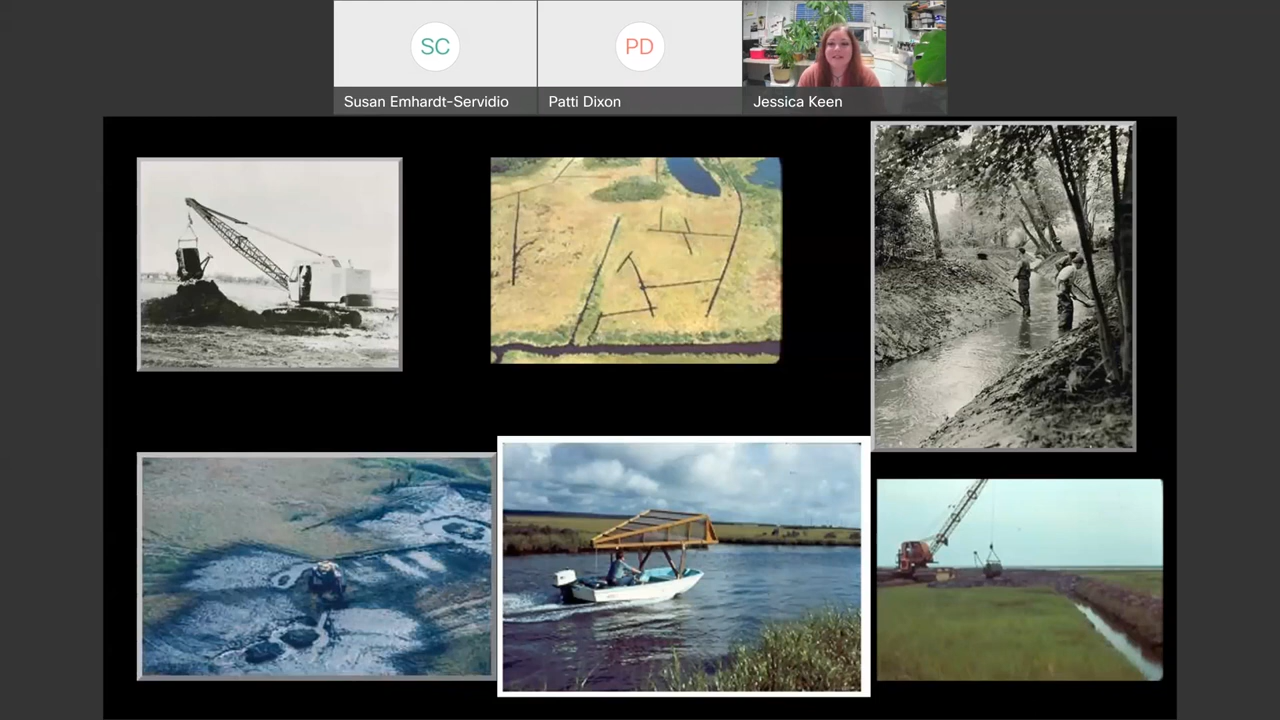 SC
PD
Susan Emhardt-Servidio
Patti Dixon
Jessica Keen